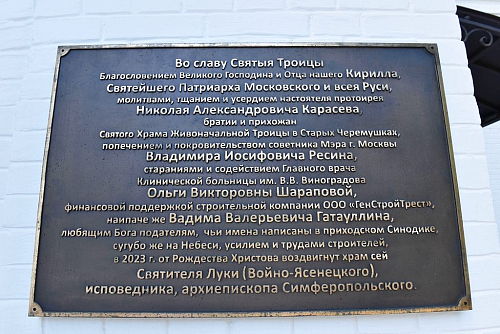 Во славу Святыя Троицы
Благословением Великого Господина и Отца нашего Кирилла,
Святейшего Патриарха Московского и всея Руси,
молитвами, тщанием и усердием настоятеля протоирея
Николая Александровича Карасева,
братии и прихожан
Святого Храма Живоначальной Троицы в Старых Черемушках,
попечением и покровительством советника Мэра г. Москвы
Владимира Иосифовича Ресина,
стараниями и содействием Главного врача
Клинической больницы им. В.В. Виноградова
Ольги Викторовны Шараповой,
финансовой поддержкой строительной компании ООО «ГенСтройТрест»,
наипаче же Вадима Валерьевича Гатауллина,
любящим Бога подателям, чьи имена написаны в приходском Синодике,
сугубо же на Небеси, усилием и трудами строителей,
в 2023 г. от Рождества Христова воздвигнут храм сей
Святителя Луки (Войно-Ясенецкого),
исповедника, архиепископа Симферопольского.